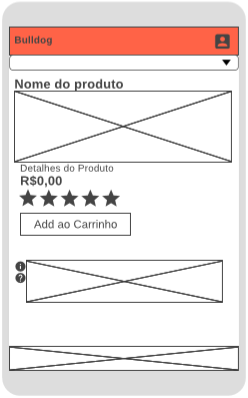 Bulldog
Nome do produto
Detalhes do Produto
R$0,00
Add ao Carrinho